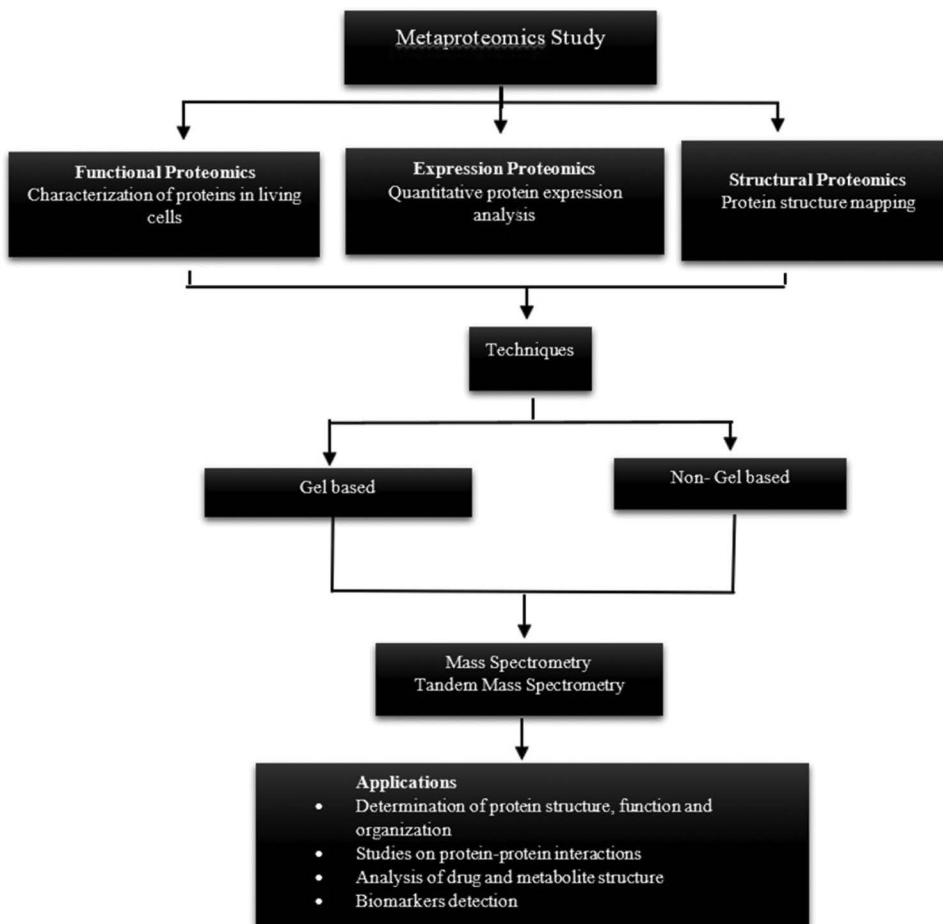 Metaproteomics Study
Functional Proteomics
Characterization of proteins in living
cells
Expression Proteomics
Quantitative protein expression
analysis
Structural Proteomics
Protein structure mapping
Techniques
Gel based
Non- Gel based
Mass Spectrometry
Tandem Mass Spectrometry
Applications
• Determination of protein structure, function and
organization
• Studies on protein-protein interactions
• Analysis of drug and metabolite structure
• Biomarkers detection